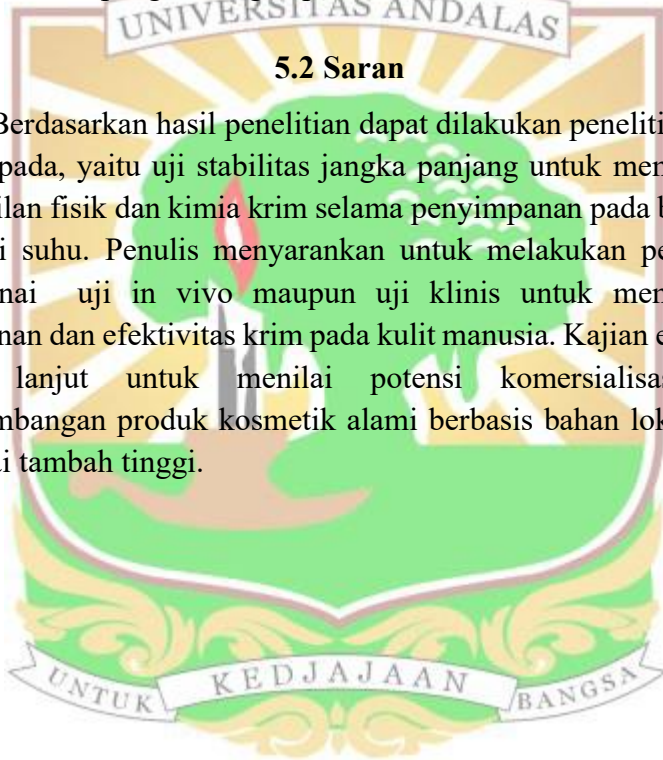 UNIVERSITAS ANDALAS
5.2 Saran
Berdasarkan hasil penelitian dapat dilakukan peneliti
pada, yaitu uji stabilitas jangka panjang untuk men
ilan fisik dan kimia krim selama penyimpanan pada b
i suhu. Penulis menyarankan untuk melakukan pe
nai uji in vivo maupun uji klinis untuk men
nan dan efektivitas krim pada kulit manusia. Kajian e
lanjut untuk menilai potensi komersialisas
mbangan produk kosmetik alami berbasis bahan lok
ai tambah tinggi.
UNTUK KEDJAJAAN BANGSA